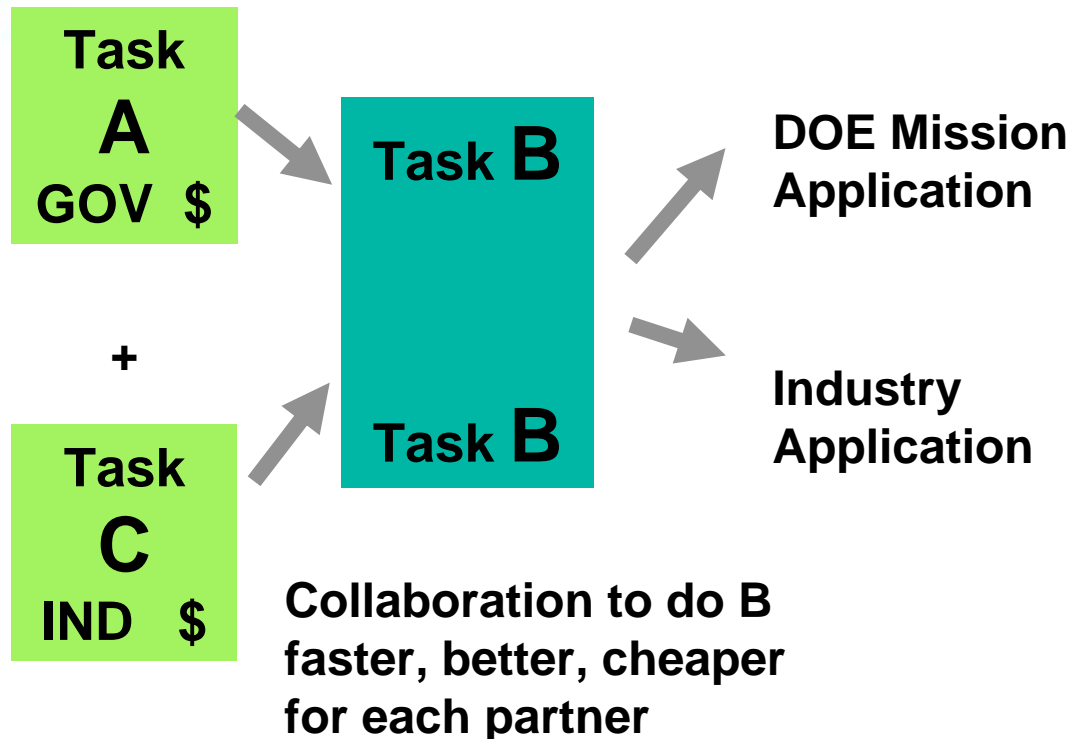 Task
A
GOV $
+
Task
C
IND $
Task B
Task B
DOE Mission
Application
Industry
Application
Collaboration to do B
faster, better, cheaper
for each partner